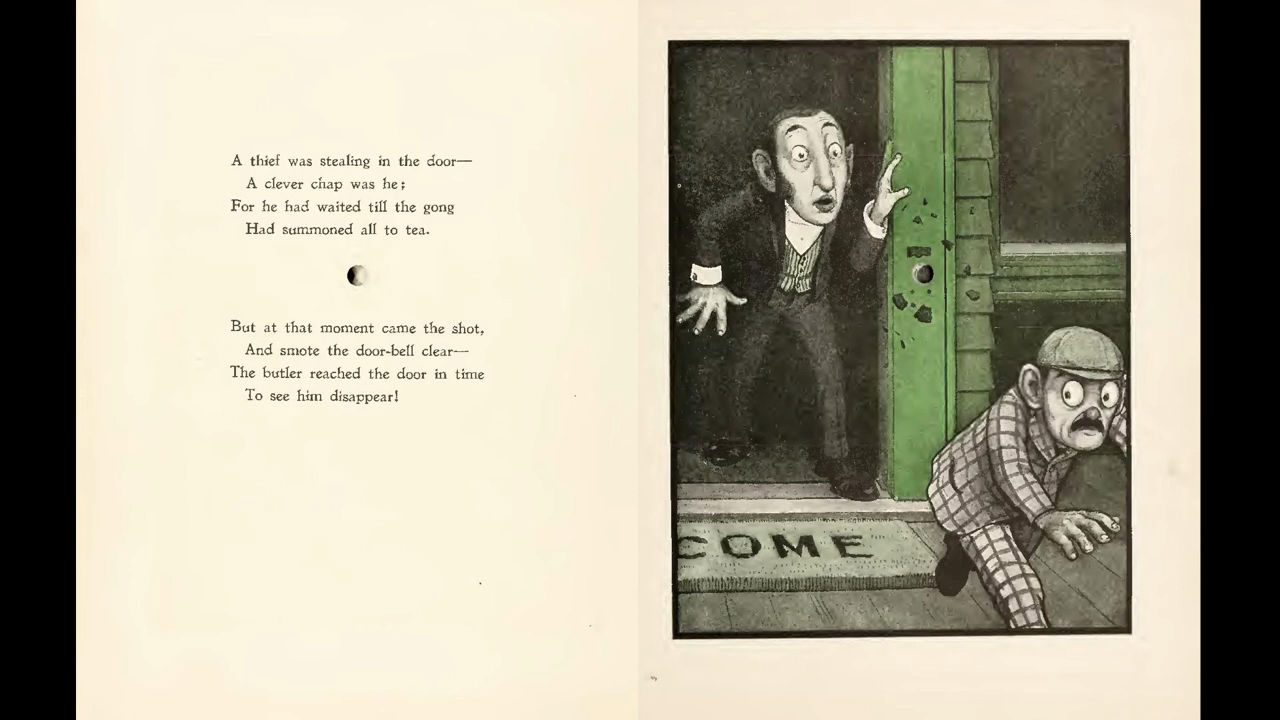 A thief was stealing in the door—
A clever chap was he;
For he had waited till the gong
Had summoned all to tea.
But at that moment came the shot,
And smote the door-bell clear—
The butler reached the door in time
To see him disappear!
COME